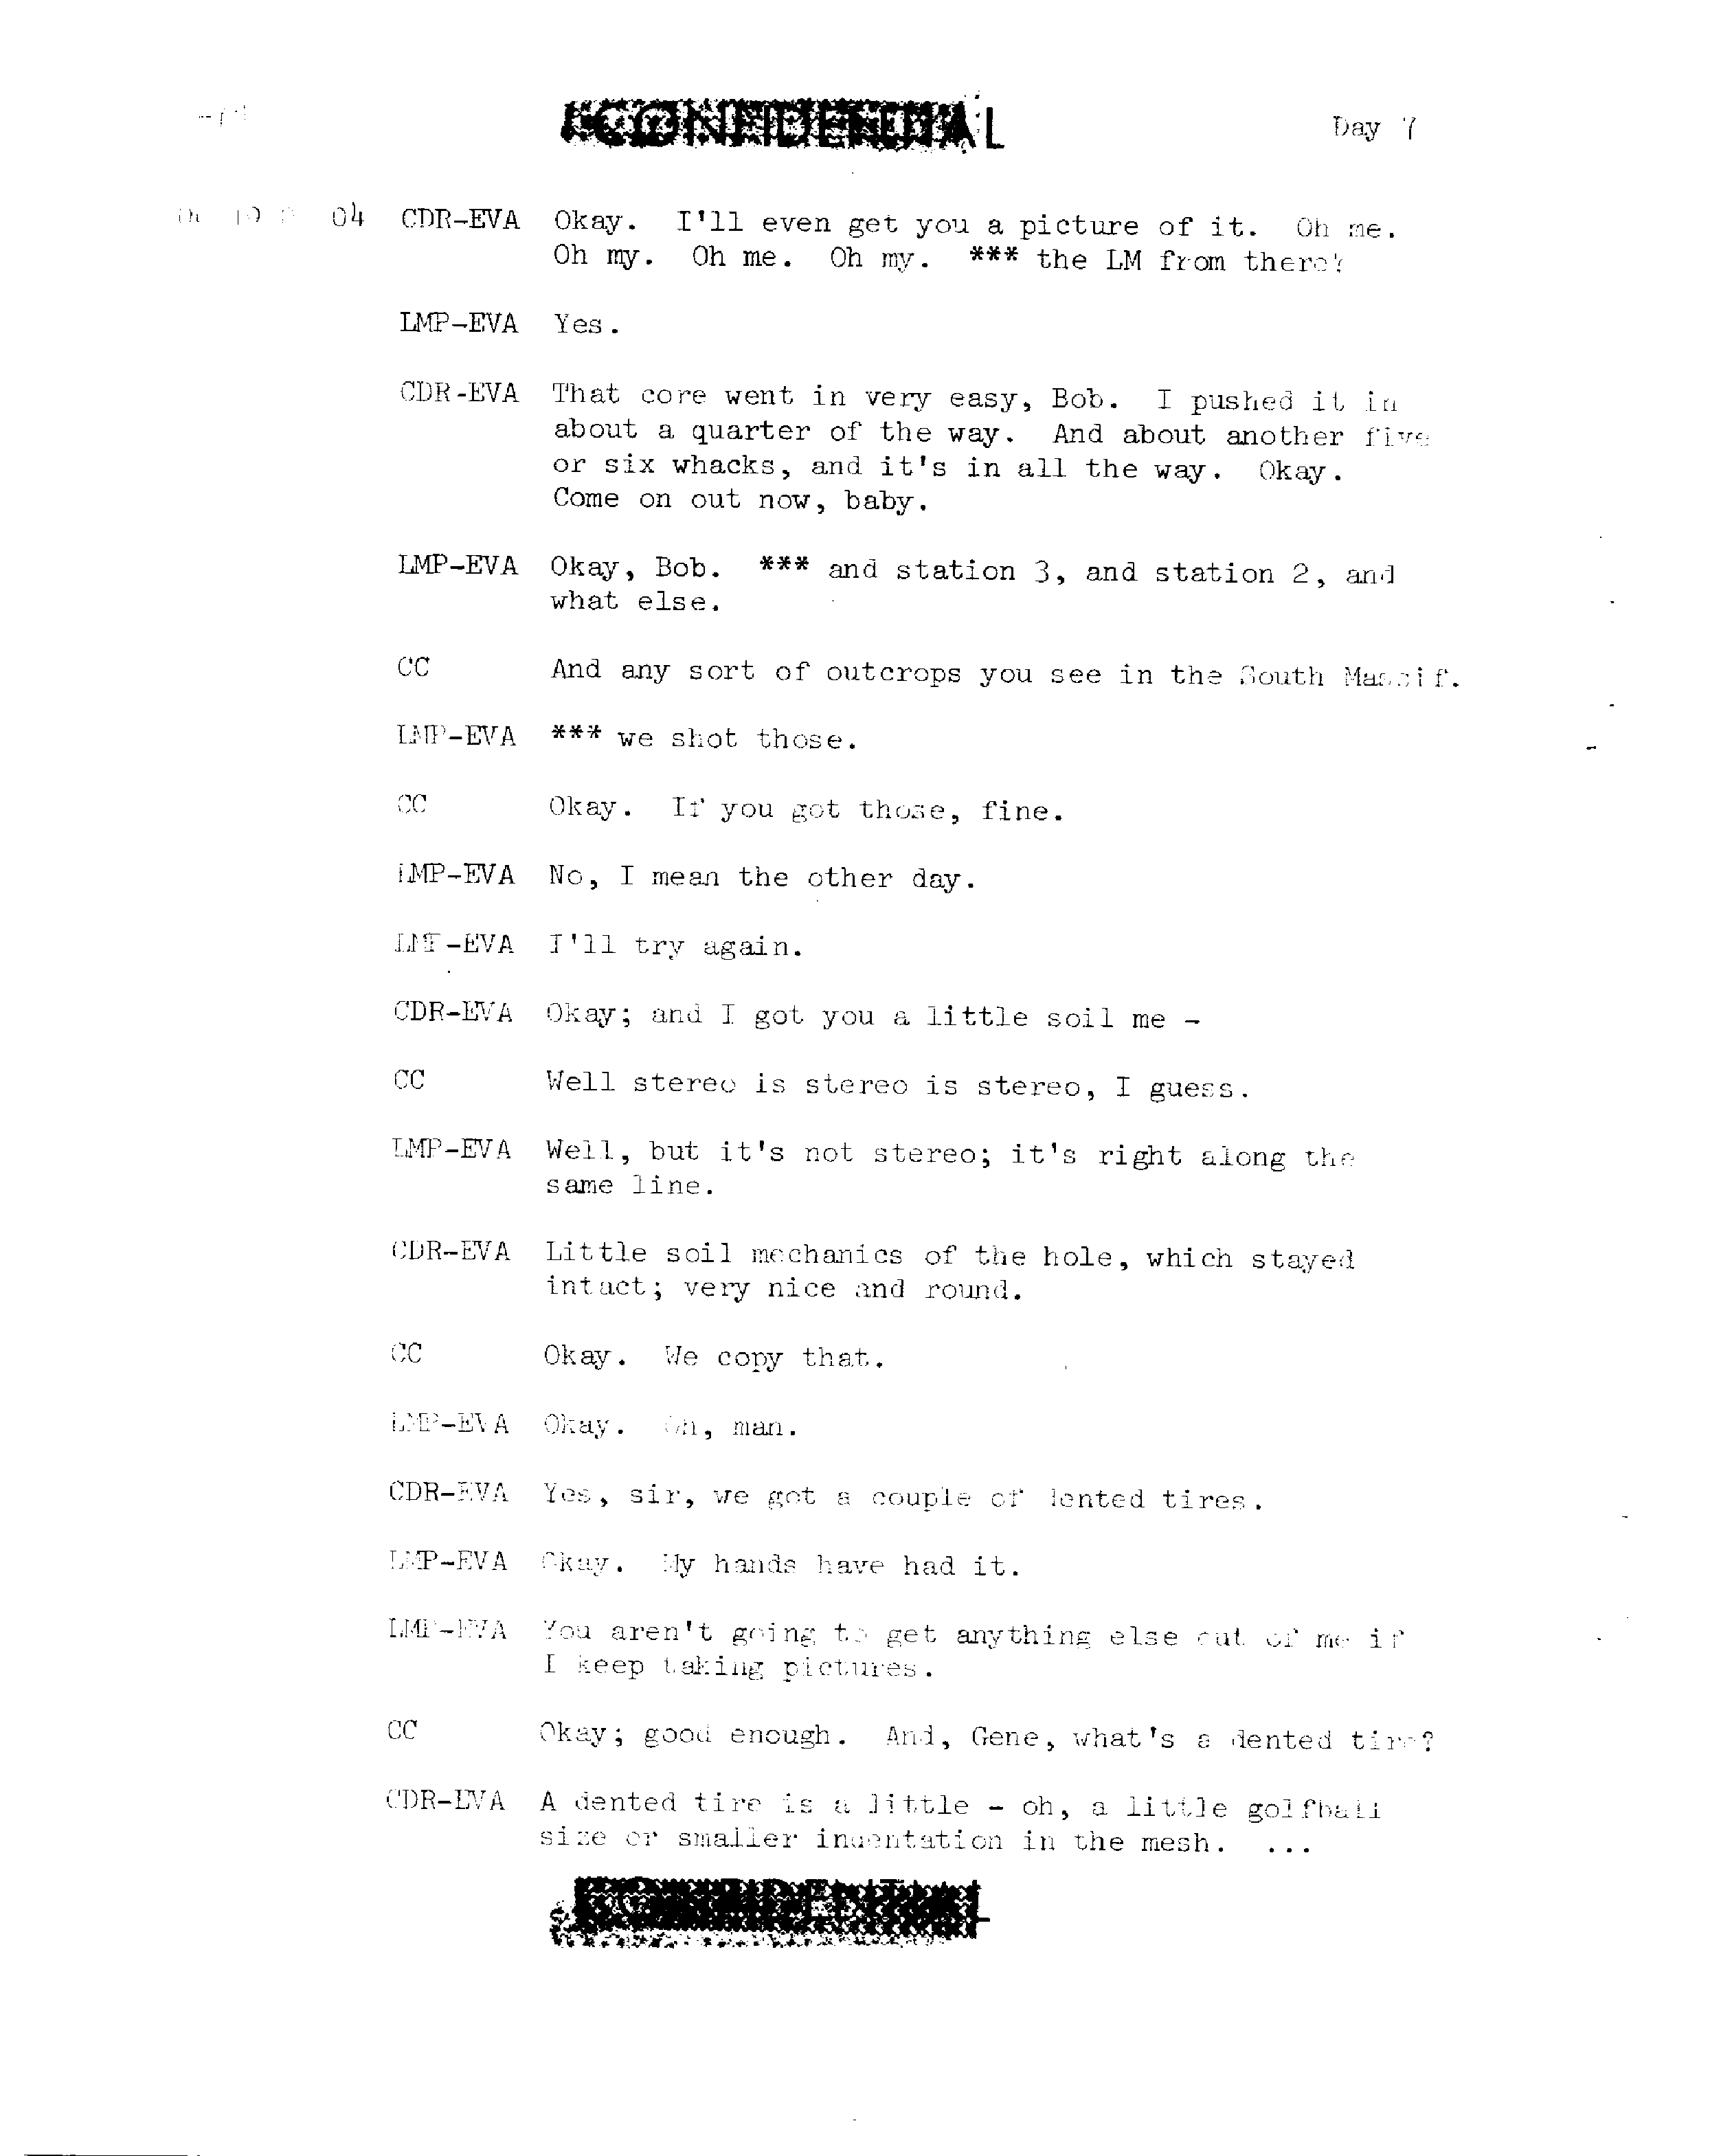 CONFIDENTIAL
Day 7
04 CDR-EVA Okay. I'll even get you a picture of it. Oh me.
Oh my. Oh me. Oh my. *** the LM from there?
LMP-EVA Yes.
CDR-EVA That core went in very easy, Bob. I pushed it in
about a quarter of the way. And about another five
or six whacks, and it's in all the way. Okay.
Come on out now, baby.
LMP-EVA Okay, Bob. *** and station 3, and station 2, and
what else.
CC And any sort of outcrops you see in the South Massif.
LMP-EVA *** we shot those.
CC Okay. If you got those, fine.
LMP-EVA No, I mean the other day.
LMP-EVA I'll try again.
CDR-EVA Okay; and I got you a little soil me -
CC Well stereo is stereo is stereo, I guess.
LMP-EVA Well, but it's not stereo; it's right along the
same line.
CDR-EVA Little soil mechanics of the hole, which stayed
intact; very nice and round.
CC Okay. We copy that.
LMP-EVA Okay. Oh, man.
CDR-EVA Yes, sir, we got a couple of dented tires.
LMP-EVA Okay. My hands have had it.
LMP-EVA You aren't going to get anything else out of me if
I keep taking pictures.
CC Okay; good enough. And, Gene, what's a dented tire?
CDR-EVA A dented tire is a little - oh, a little golfball
size or smaller indentation in the mesh. ...
CONFIDENTIAL